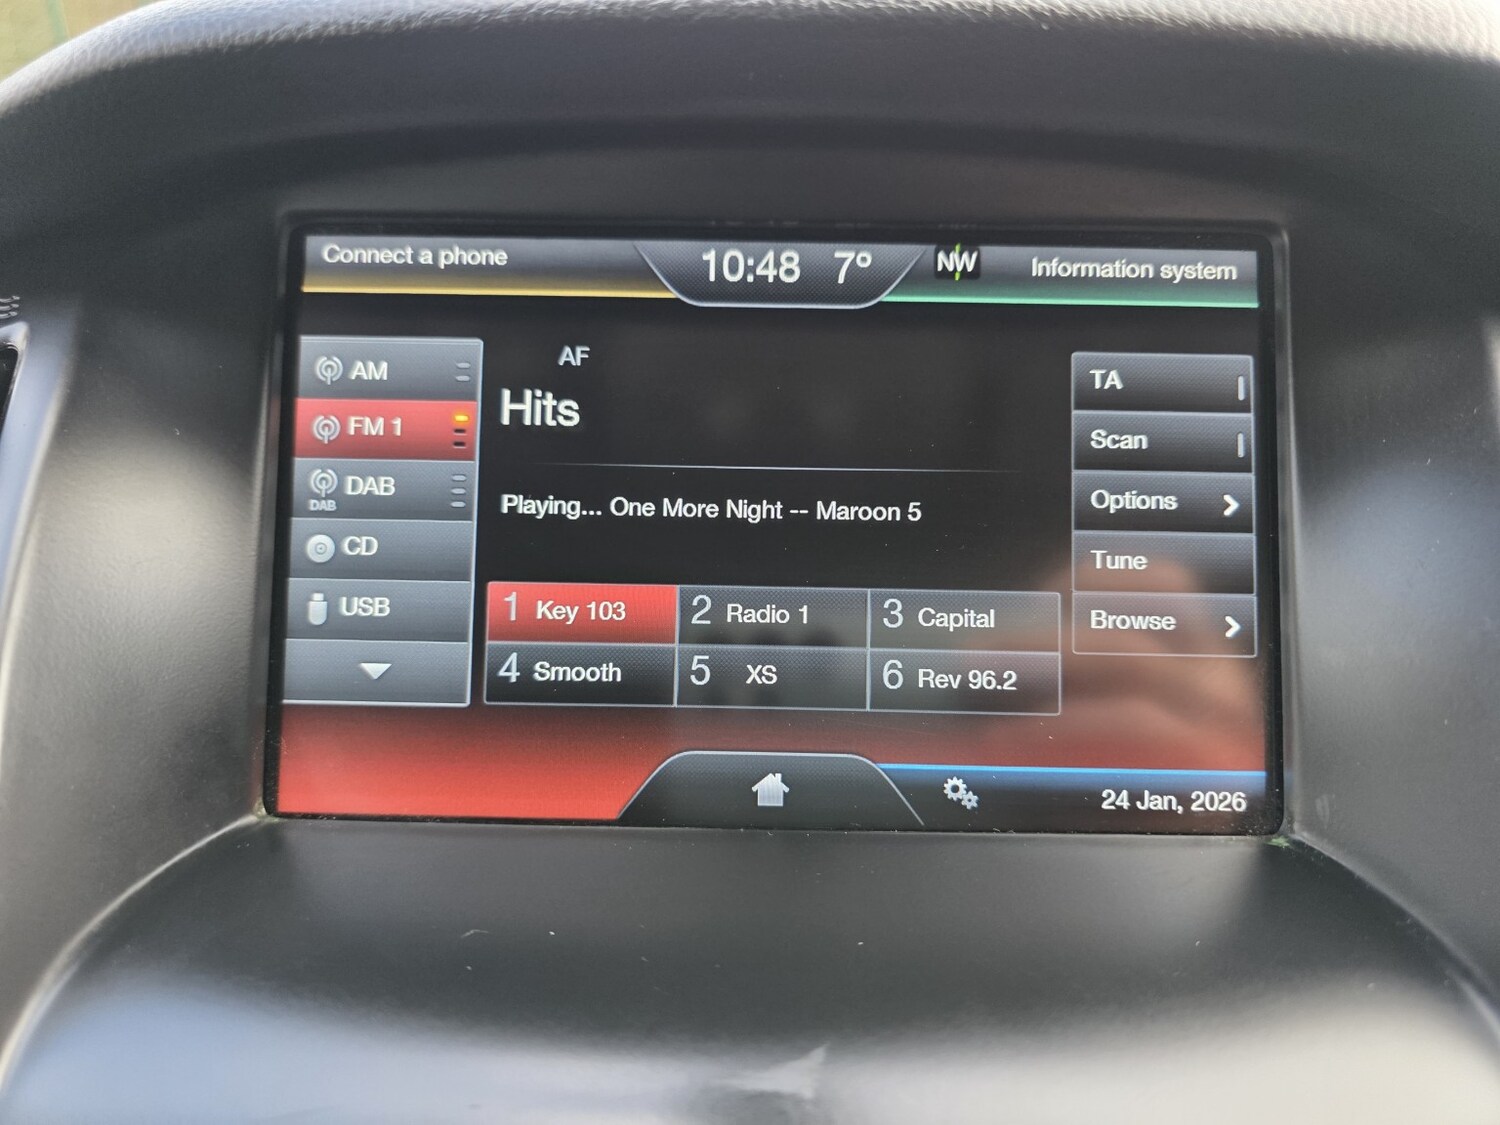 Connect a phone
10:48 7°
NW
Information system
AM
FM 1
DAB
DAB
CD
USB
AF
Hits
Playing... One More Night -- Maroon 5
1 Key 103
2 Radio 1
3 Capital
4 Smooth
5 XS
6 Rev 96.2
TA
Scan
Options
Tune
Browse
24 Jan, 2026